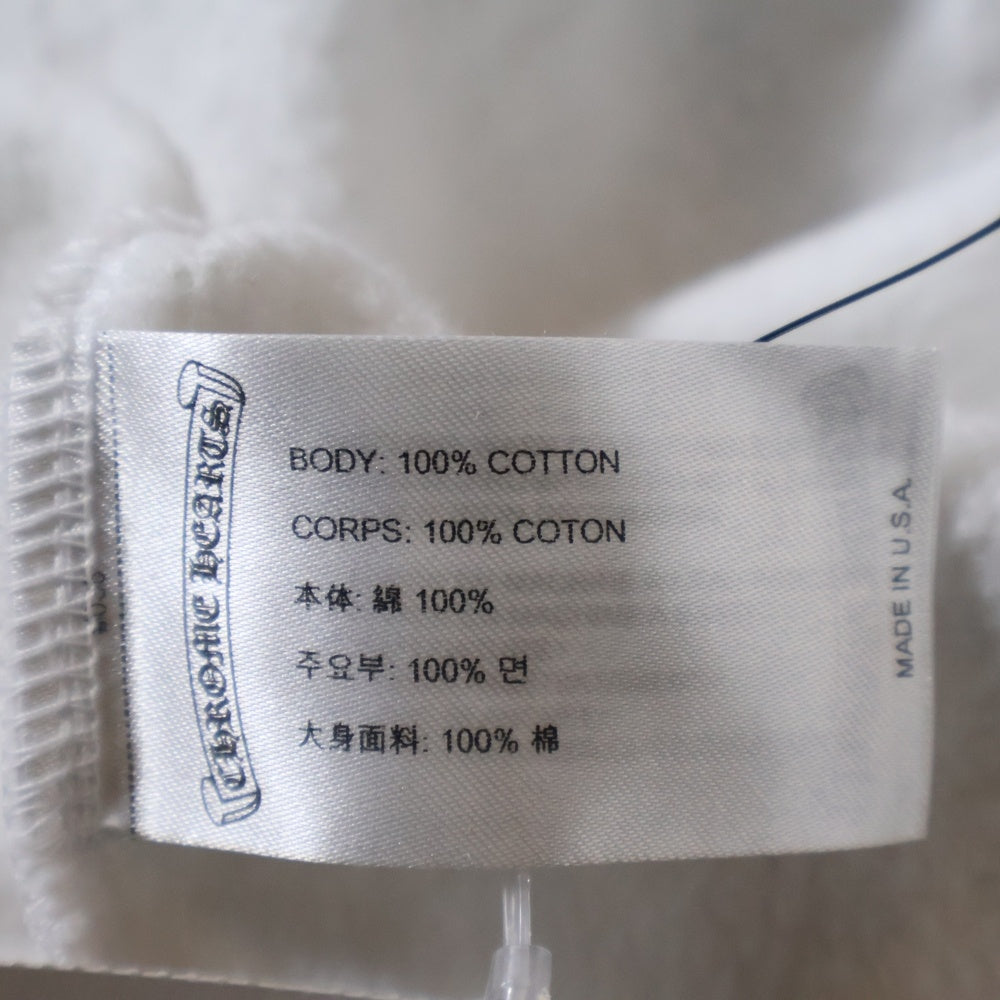 CHROME HEARTS
BODY: 100% COTTON
CORPS: 100% COTON
本体: 綿 100%
주요부: 100% 면
大身面料: 100% 棉
MADE IN U.S.A.